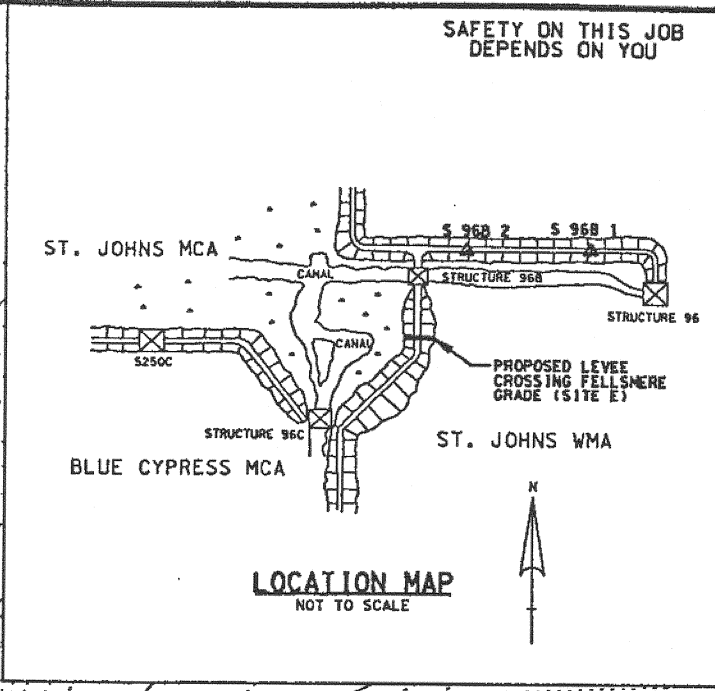 SAFETY ON THIS JOB
DEPENDS ON YOU
S 96B 2
S 96B 1
ST. JOHNS MCA
CANAL
STRUCTURE 96B
STRUCTURE 96
CANAL
S250C
PROPOSED LEVEE
CROSSING FELLSMERE
GRADE (SITE E)
STRUCTURE 96C
ST. JOHNS WMA
BLUE CYPRESS MCA
N
LOCATION MAP
NOT TO SCALE